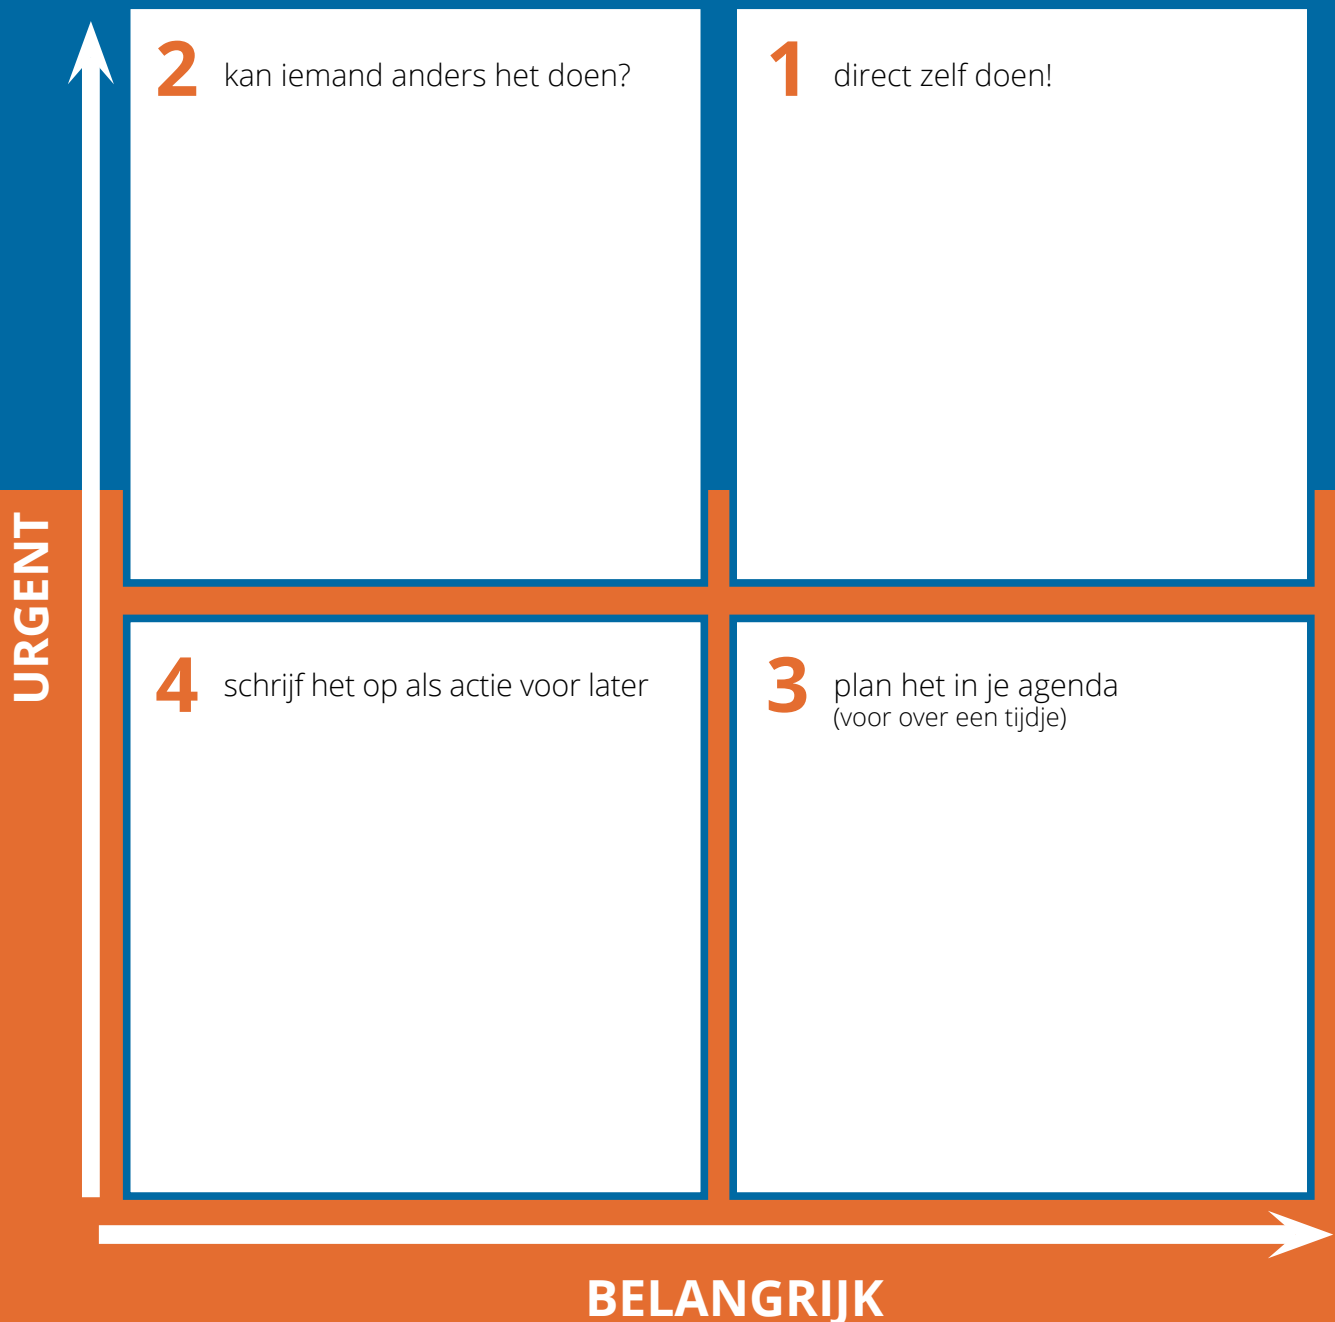 2 kan iemand anders het doen?
1 direct zelf doen!
URGENT
4 schrijf het op als actie voor later
3 plan het in je agenda
(voor over een tijdje)
BELANGRIJK